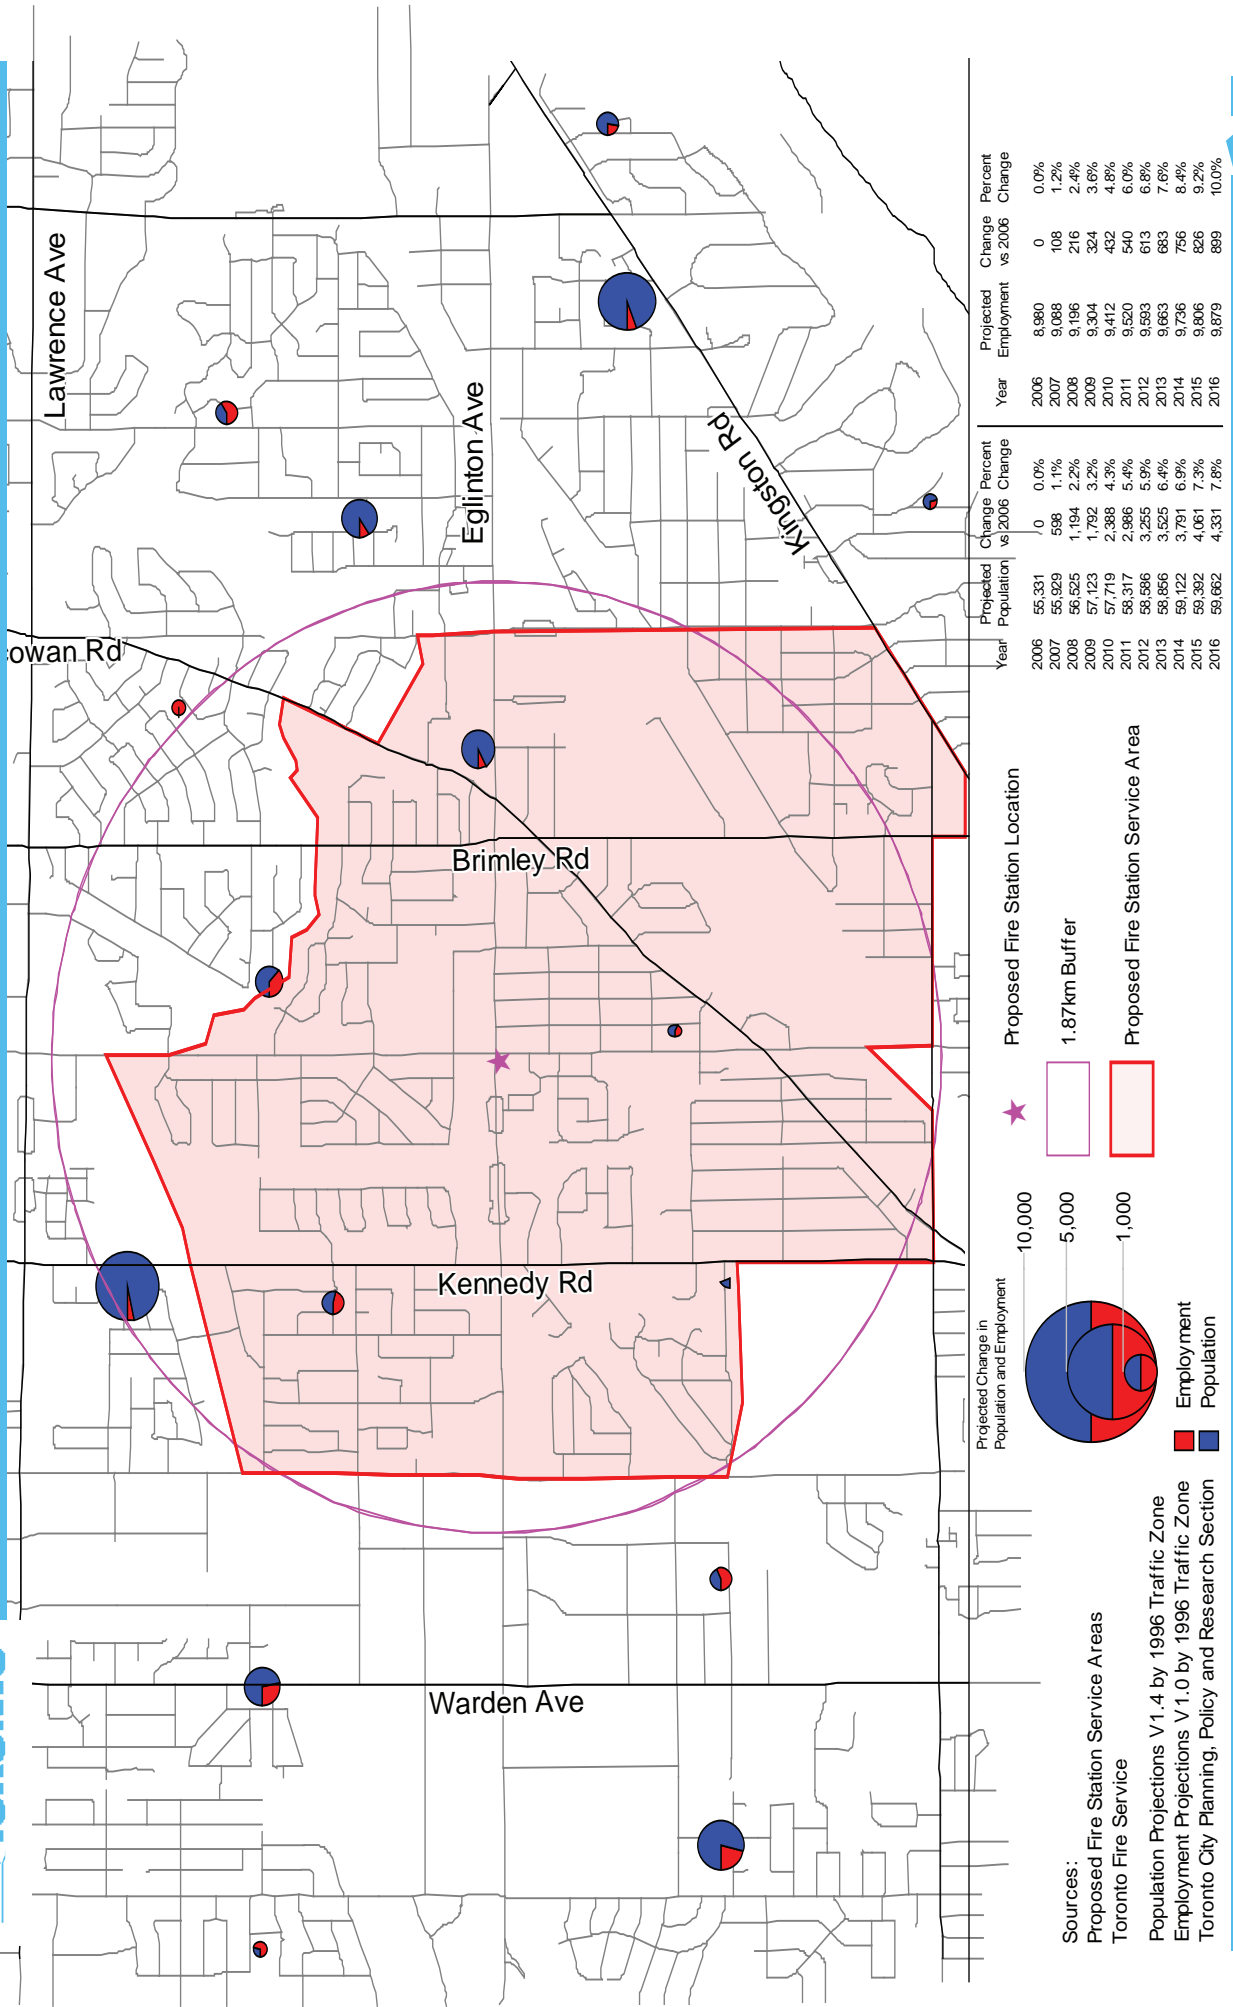 Lawrence Ave
cowan Rd
Eglinton Ave
Kingston Rd
Brimley Rd
Kennedy Rd
Warden Ave
Sources:
Proposed Fire Station Service Areas
Toronto Fire Service
Population Projections V1.4 by 1996 Traffic Zone
Employment Projections V1.0 by 1996 Traffic Zone
Toronto City Planning, Policy and Research Section
Projected Change in
Population and Employment
10,000
5,000
1,000
Employment
Population
Proposed Fire Station Location
1.87km Buffer
Proposed Fire Station Service Area
Year Projected Population Change vs 2006 Percent Change
2006 55,331 0 0.0%
2007 55,929 598 1.1%
2008 56,525 1,194 2.2%
2009 57,123 1,792 3.2%
2010 57,719 2,388 4.3%
2011 58,317 2,986 5.4%
2012 58,586 3,255 5.9%
2013 58,856 3,525 6.4%
2014 59,122 3,791 6.9%
2015 59,392 4,061 7.3%
2016 59,662 4,331 7.8%
Year Projected Employment Change vs 2006 Percent Change
2006 8,980 0 0.0%
2007 9,088 108 1.2%
2008 9,196 216 2.4%
2009 9,304 324 3.6%
2010 9,412 432 4.8%
2011 9,520 540 6.0%
2012 9,593 613 6.8%
2013 9,663 683 7.6%
2014 9,736 756 8.4%
2015 9,806 826 9.2%
2016 9,879 899 10.0%